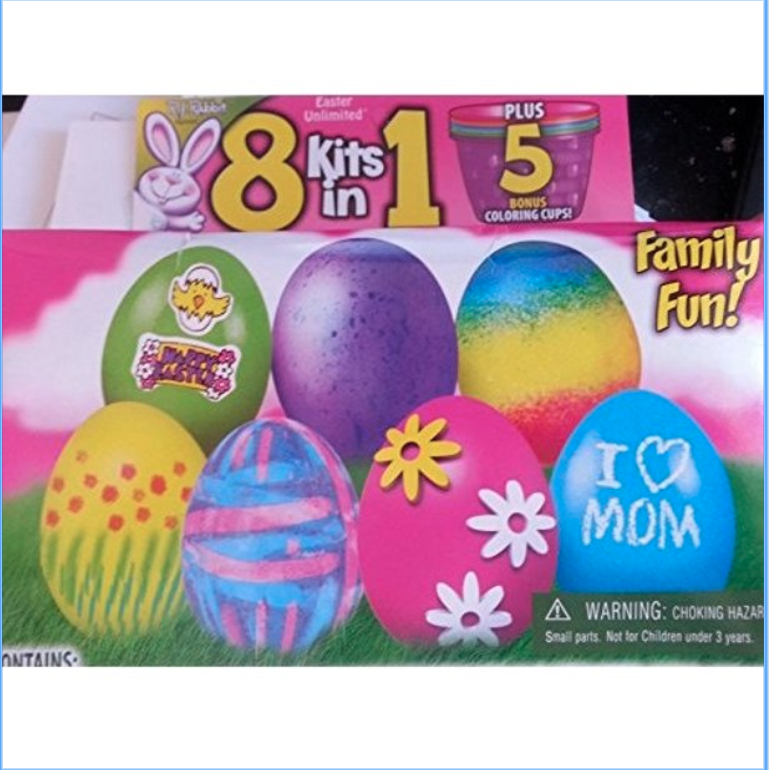 Rabbit
Easter
Unlimited
8 Kits in 1
PLUS
5
BONUS
COLORING CUPS!
Family
Fun!
HAPPY
EASTER
I ♡
MOM
⚠ WARNING: CHOKING HAZAR
Small parts. Not for Children under 3 years.
ONTAINS: